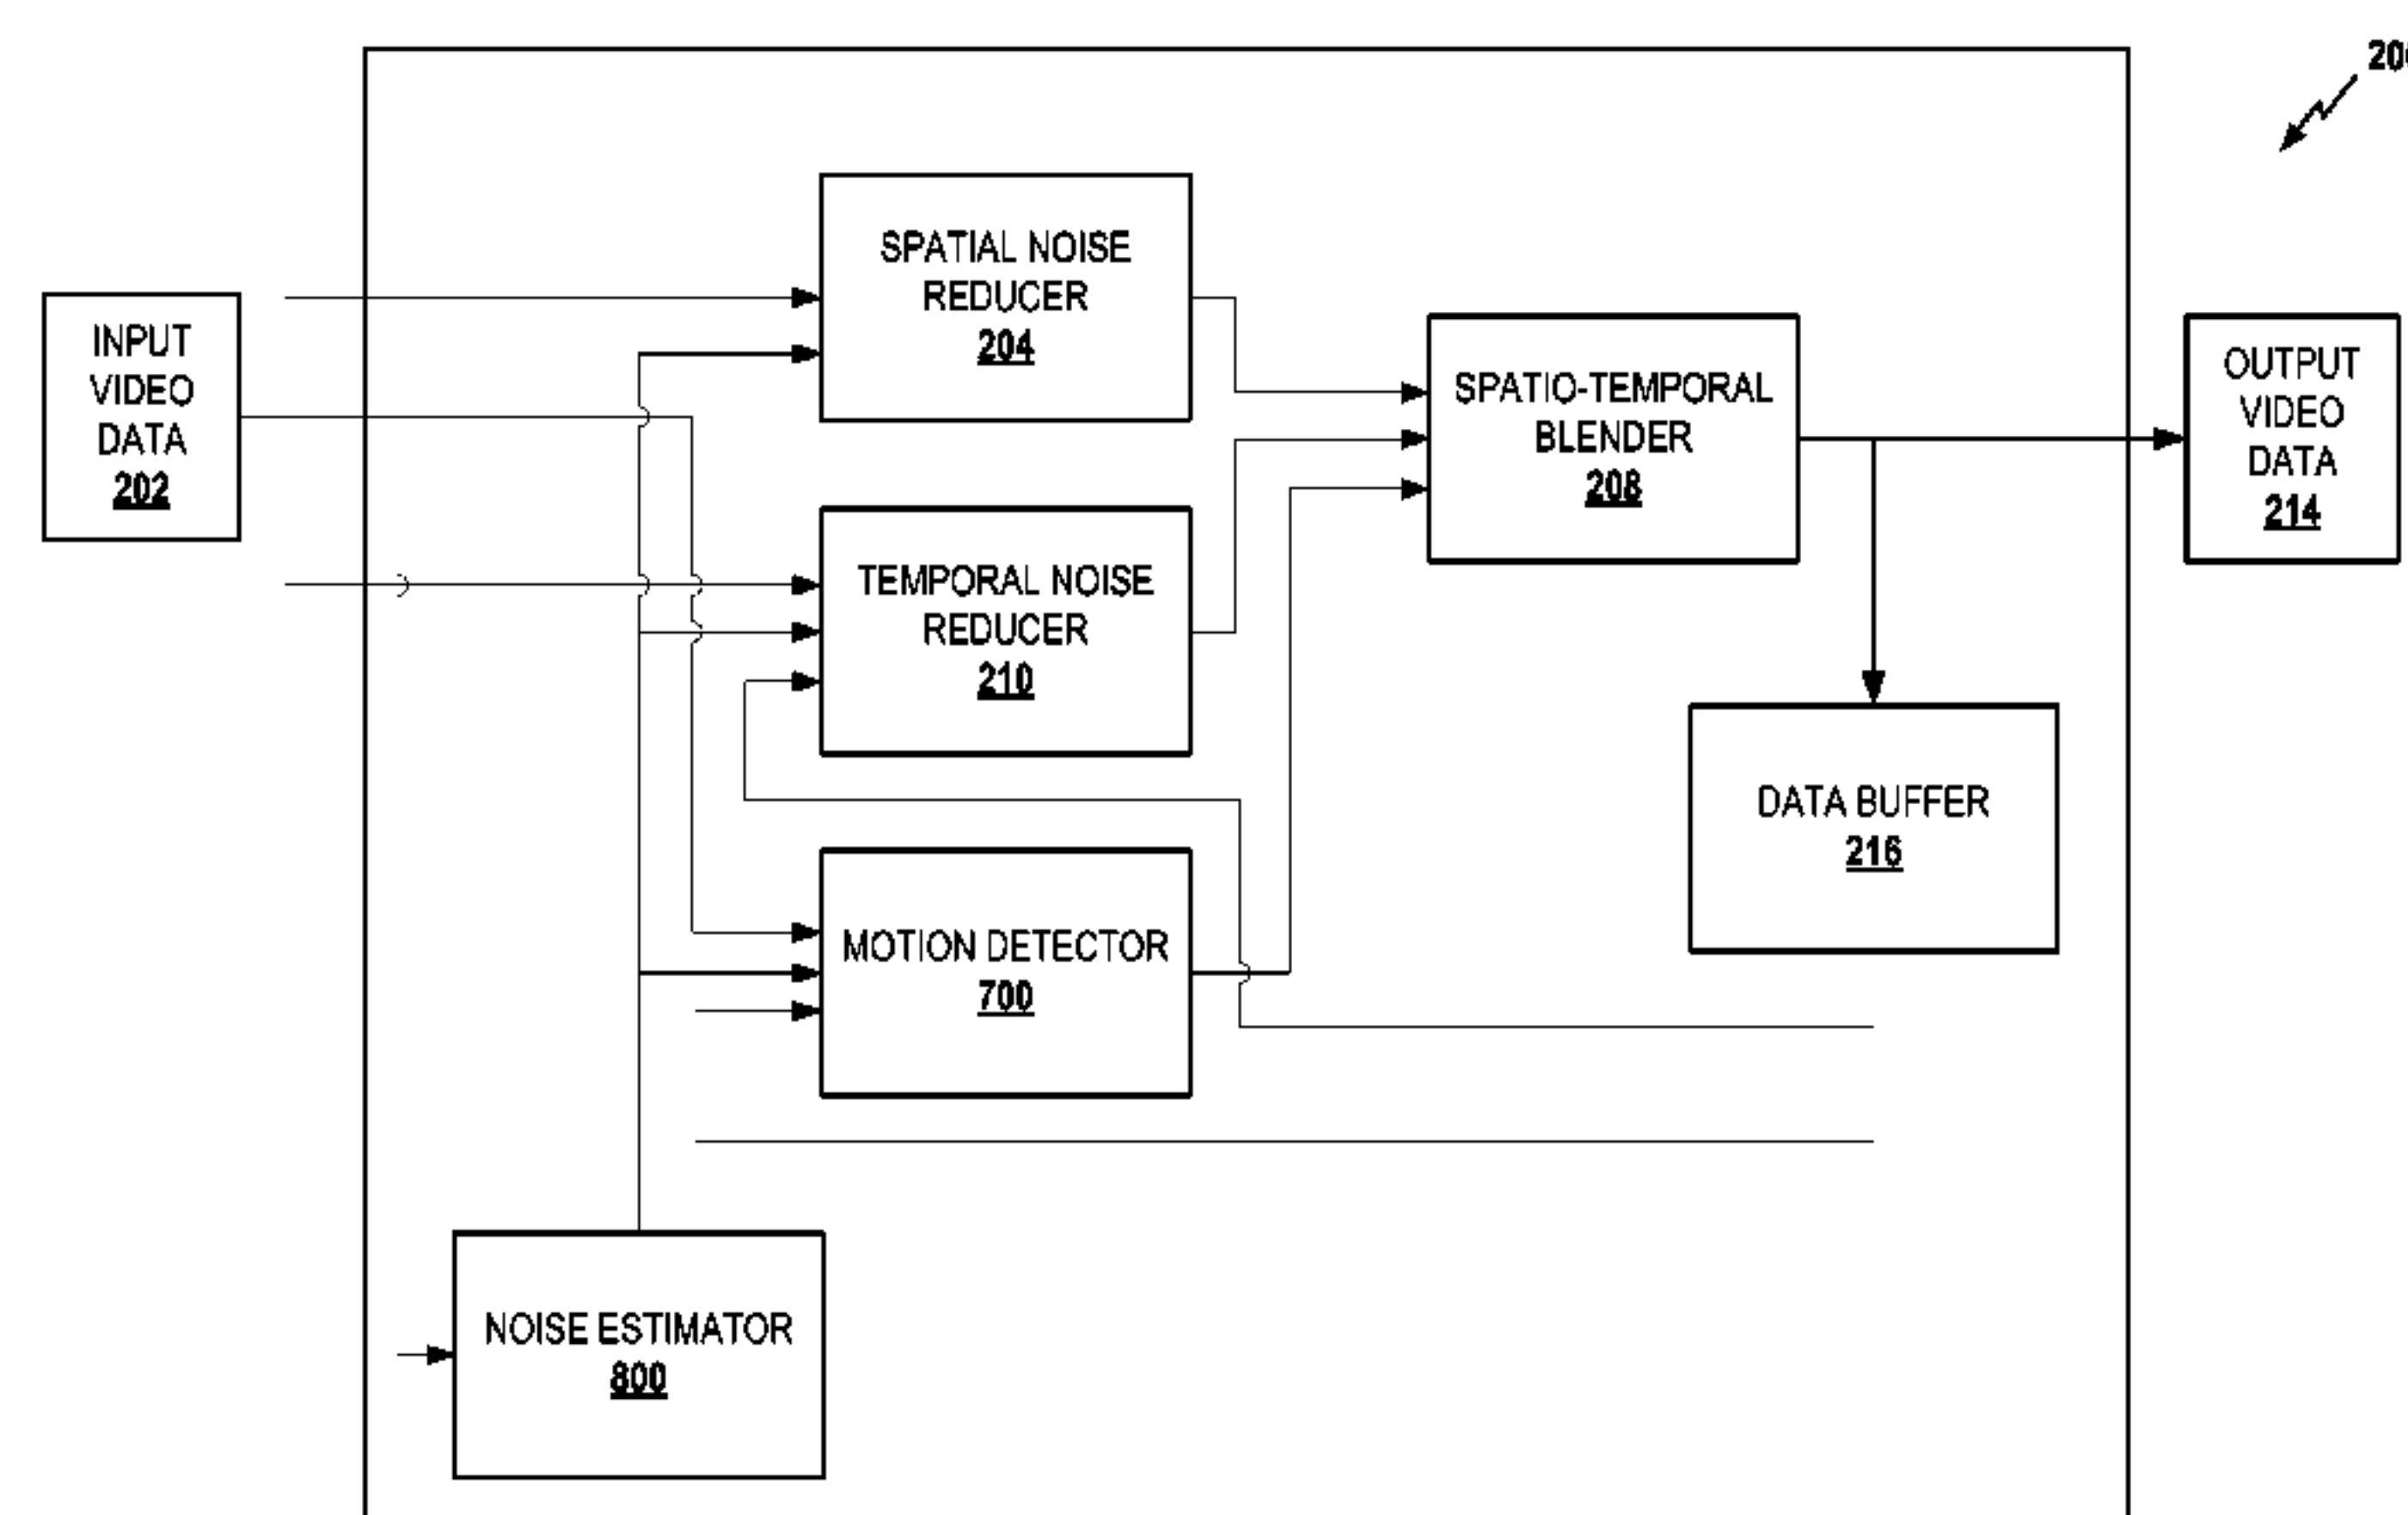 SPATIAL NOISE
REDUCER
204
INPUT
VIDEO
DATA
202
SPATIO-TEMPORAL
BLENDER
208
OUTPUT
VIDEO
DATA
214
TEMPORAL NOISE
REDUCER
210
DATA BUFFER
216
MOTION DETECTOR
700
NOISE ESTIMATOR
800